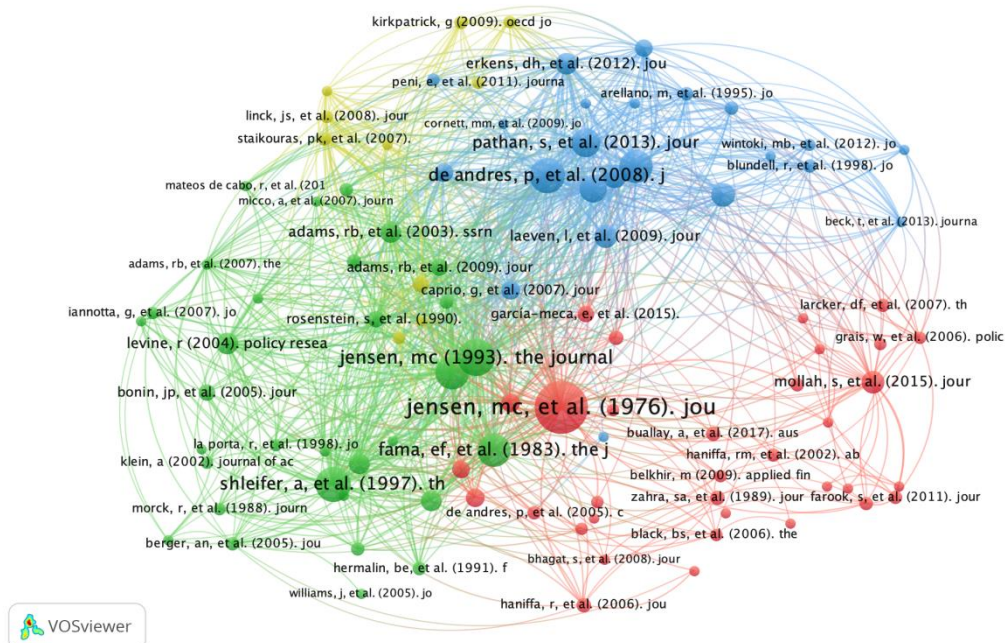 kirkpatrick, g (2009). oecd jo
erkens, dh, et al. (2012). jou
peni, e, et al. (2011). journa
arellano, m, et al. (1995). jo
linck, js, et al. (2008). jour
cornett, mm, et al. (2009). jo
staikouras, pk, et al. (2007).
pathan, s, et al. (2013). jour
wintoki, mb, et al. (2012). jo
blundell, r, et al. (1998). jo
de andres, p, et al. (2008). j
mateos de cabo, r, et al. (201
micco, a, et al. (2007). journ
beck, t, et al. (2013). journa
adams, rb, et al. (2003). ssrn
laeven, l, et al. (2009). jour
adams, rb, et al. (2007). the
adams, rb, et al. (2009). jour
caprio, g, et al. (2007). jour
larcker, df, et al. (2007). th
iannotta, g, et al. (2007). jo
rosenstein, s, et al. (1990).
garcía-meca, e, et al. (2015).
grais, w, et al. (2006). polic
levine, r (2004). policy resea
jensen, mc (1993). the journal
mollah, s, et al. (2015). jour
bonin, jp, et al. (2005). jour
jensen, mc, et al. (1976). jou
buallay, a, et al. (2017). aus
la porta, r, et al. (1998). jo
fama, ef, et al. (1983). the j
haniffa, rm, et al. (2002). ab
klein, a (2002). journal of ac
belkhir, m (2009). applied fin
shleifer, a, et al. (1997). th
zahra, sa, et al. (1989). jour
farook, s, et al. (2011). jour
morck, r, et al. (1988). journ
de andres, p, et al. (2005). c
black, bs, et al. (2006). the
berger, an, et al. (2005). jou
bhagat, s, et al. (2008). jour
hermalin, be, et al. (1991). f
williams, j, et al. (2005). jo
haniffa, r, et al. (2006). jou
VOSviewer